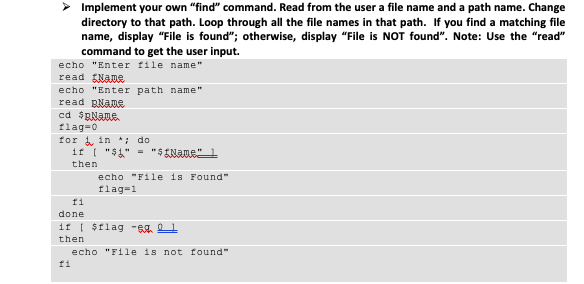 ➢ Implement your own “find” command. Read from the user a file name and a path name. Change
directory to that path. Loop through all the file names in that path. If you find a matching file
name, display “File is found”; otherwise, display “File is NOT found”. Note: Use the “read”
command to get the user input.
echo "Enter file name"
read fName
echo "Enter path name"
read pName
cd $pName
flag=0
for i in *; do
if [ "$i" = "$fName" ]
then
echo "File is Found"
flag=1
fi
done
if [ $flag -eq 0 ]
then
echo "File is not found"
fi